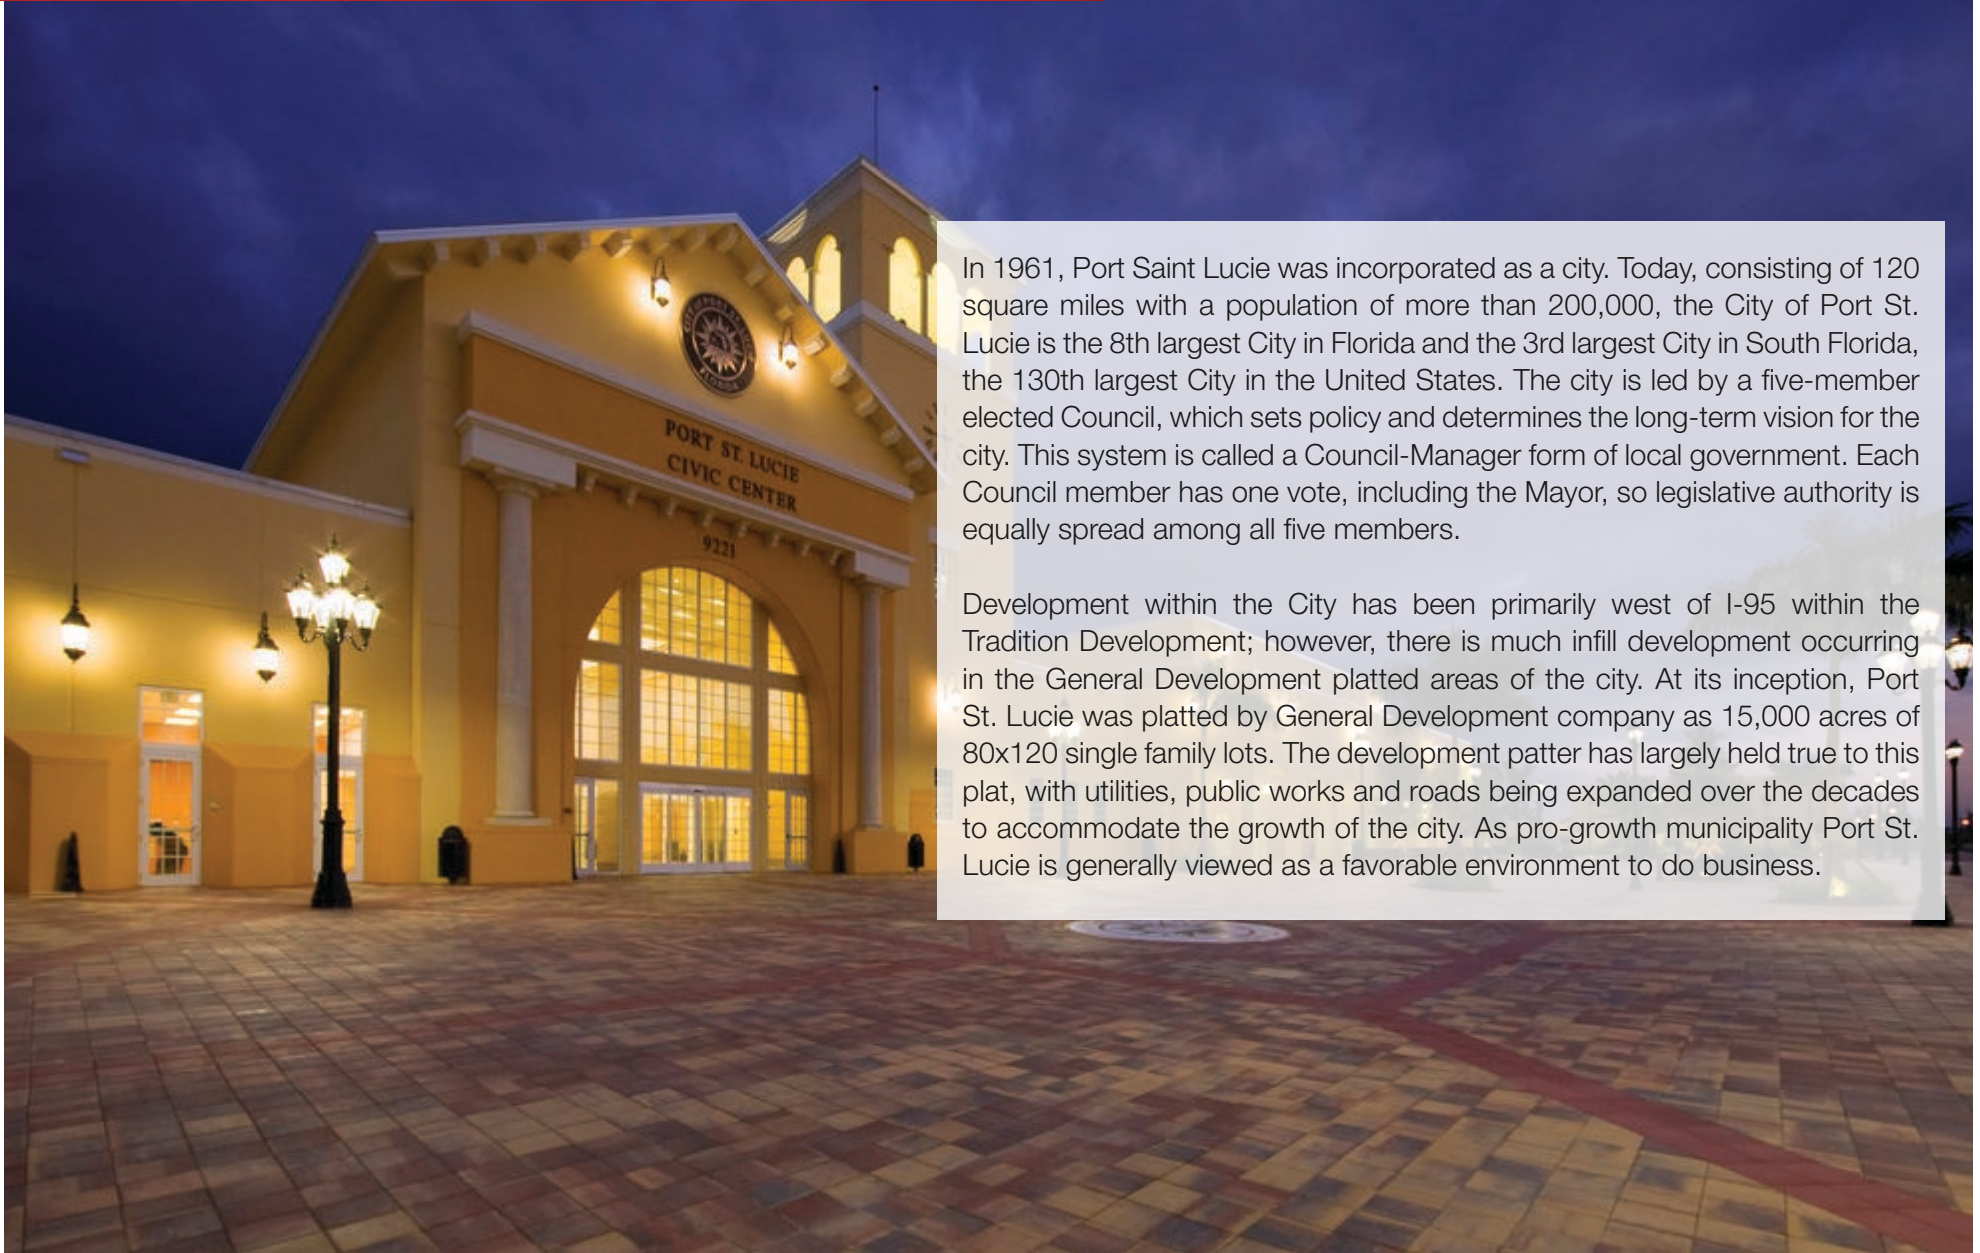 CITY OF PORT ST. LUCIE
FLORIDA
PORT ST. LUCIE
CIVIC CENTER
9221
In 1961, Port Saint Lucie was incorporated as a city. Today, consisting of 120
square miles with a population of more than 200,000, the City of Port St.
Lucie is the 8th largest City in Florida and the 3rd largest City in South Florida,
the 130th largest City in the United States. The city is led by a five-member
elected Council, which sets policy and determines the long-term vision for the
city. This system is called a Council-Manager form of local government. Each
Council member has one vote, including the Mayor, so legislative authority is
equally spread among all five members.
Development within the City has been primarily west of I-95 within the
Tradition Development; however, there is much infill development occurring
in the General Development platted areas of the city. At its inception, Port
St. Lucie was platted by General Development company as 15,000 acres of
80x120 single family lots. The development patter has largely held true to this
plat, with utilities, public works and roads being expanded over the decades
to accommodate the growth of the city. As pro-growth municipality Port St.
Lucie is generally viewed as a favorable environment to do business.